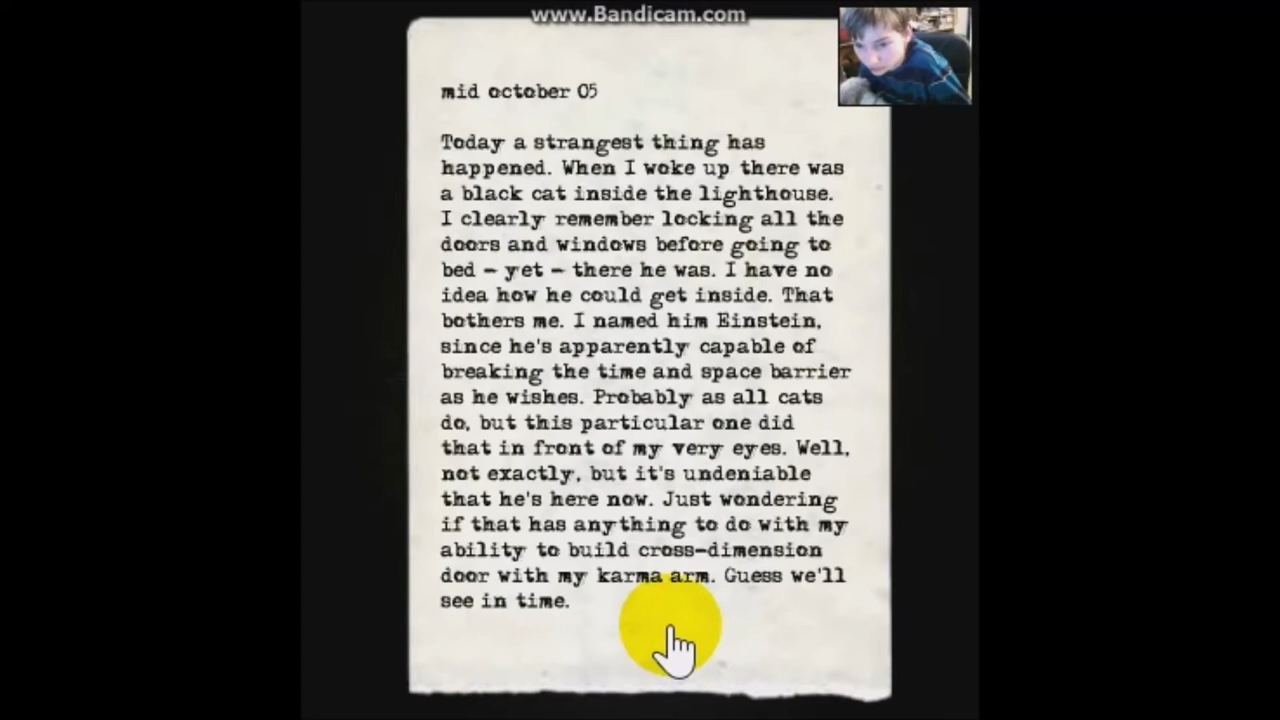 www.Bandicam.com
mid october 05
Today a strangest thing has
happened. When I woke up there was
a black cat inside the lighthouse.
I clearly remember locking all the
doors and windows before going to
bed - yet - there he was. I have no
idea how he could get inside. That
bothers me. I named him Einstein,
since he's apparently capable of
breaking the time and space barrier
as he wishes. Probably as all cats
do, but this particular one did
that in front of my very eyes. Well,
not exactly, but it's undeniable
that he's here now. Just wondering
if that has anything to do with my
ability to build cross-dimension
door with my karma arm. Guess we'll
see in time.